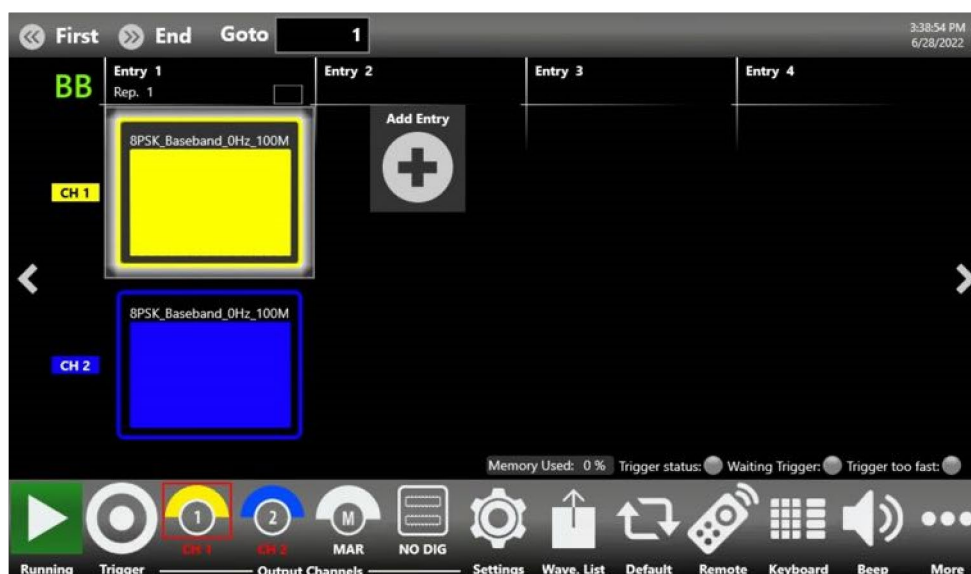 First End Goto 1
3:38:54 PM
6/28/2022
BB
Entry 1
Rep. 1
Entry 2
Entry 3
Entry 4
Add Entry
8PSK_Baseband_0Hz_100M
CH 1
8PSK_Baseband_0Hz_100M
CH 2
Memory Used: 0 % Trigger status: Waiting Trigger: Trigger too fast:
1 2 M
CH 1 CH 2 MAR NO DIG
Running Trigger Output Channels Settings Wave. List Default Remote Keyboard Beep More